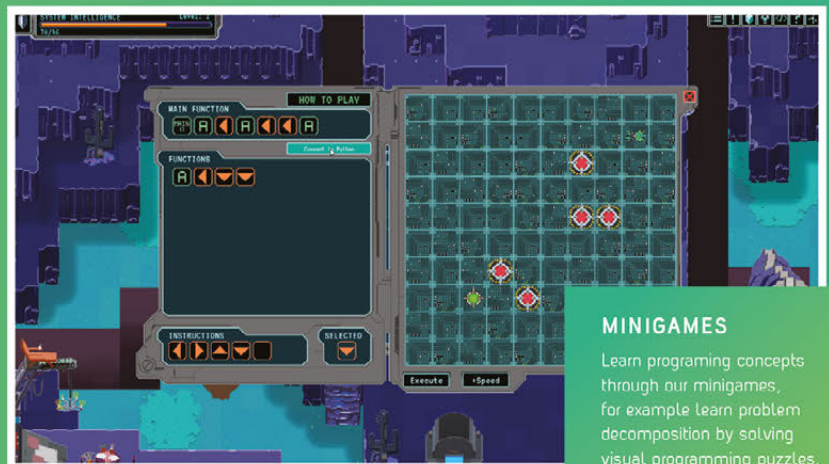 SYSTEM INTELLIGENCE
Level: 2
HOW TO PLAY
MAIN FUNCTION
MAIN
A A A
Convert to Python
FUNCTIONS
A
INSTRUCTIONS
SELECTED
Execute
+Speed
MINIGAMES
Learn programing concepts
through our minigames,
for example learn problem
decomposition by solving
visual programming puzzles